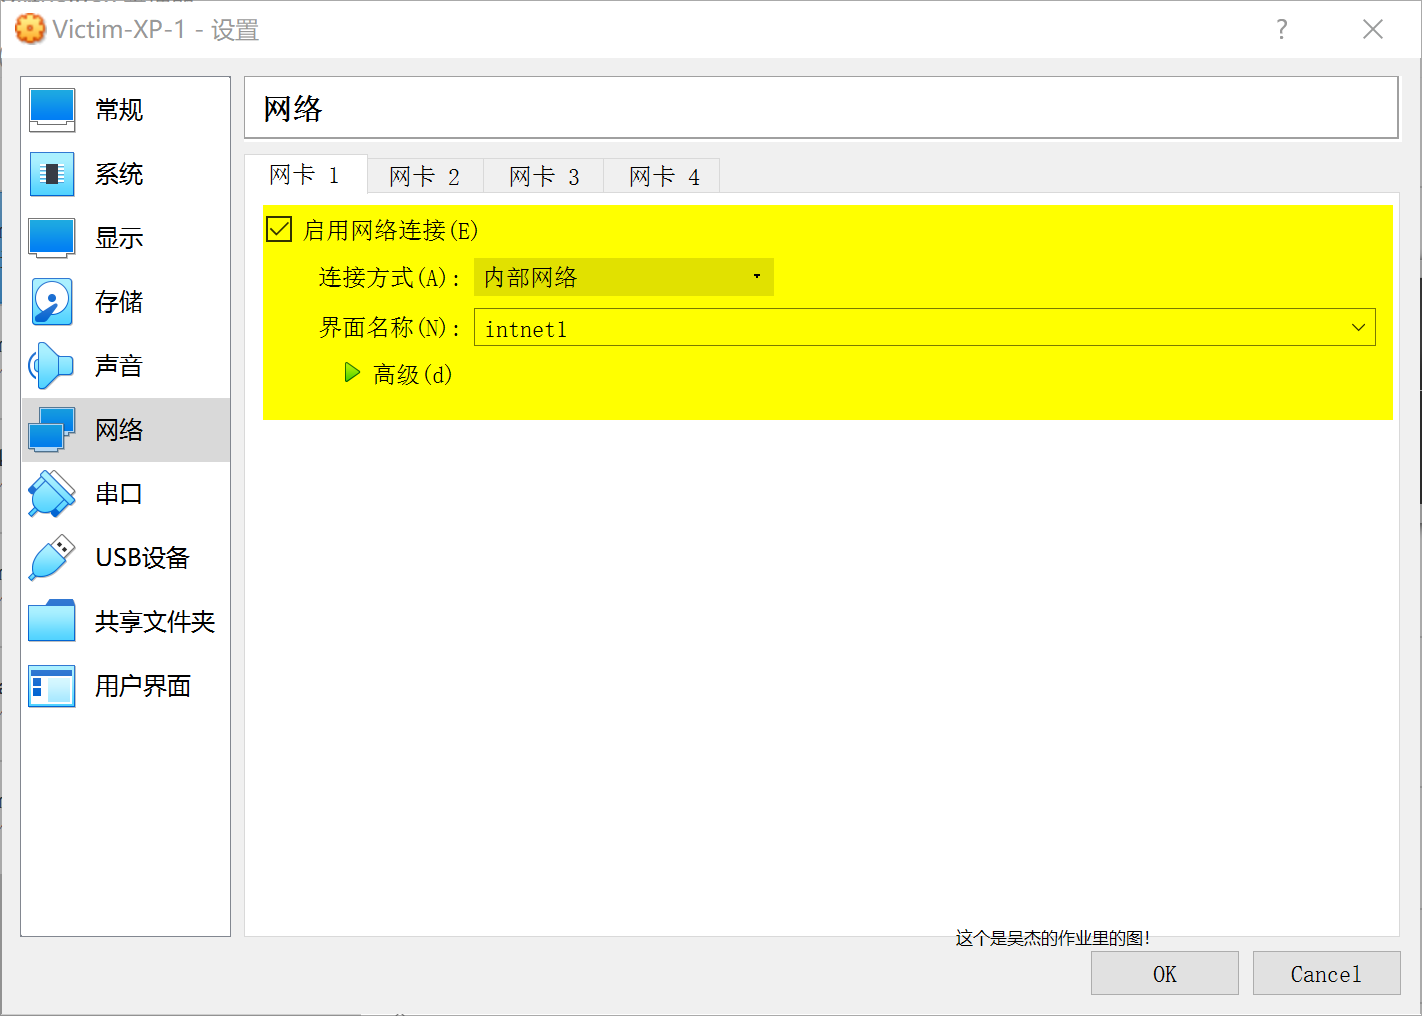 Victim-XP-1 - 设置
?
常规
系统
显示
存储
声音
网络
串口
USB设备
共享文件夹
用户界面
网络
网卡 1
网卡 2
网卡 3
网卡 4
启用网络连接(E)
连接方式(A): 内部网络
界面名称(N): intnet1
高级(d)
这个是吴杰的作业里的图!
OK
Cancel